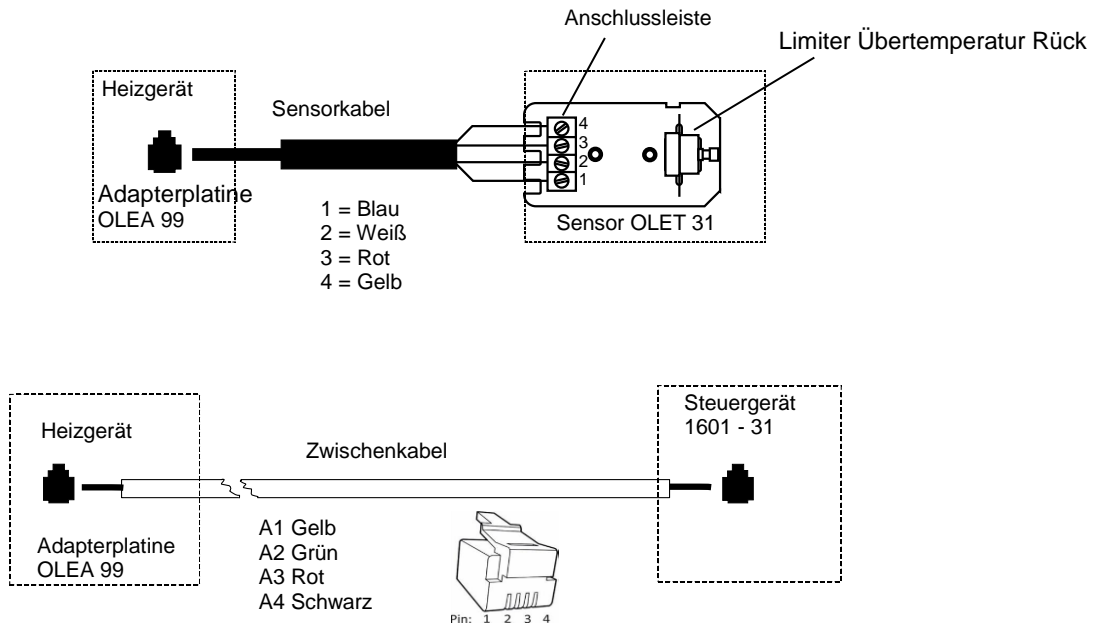 Anschlussleiste
Limiter Übertemperatur Rück
Heizgerät
Sensorkabel
4
3
2
1
Adapterplatine
OLEA 99
1 = Blau
2 = Weiß
3 = Rot
4 = Gelb
Sensor OLET 31
Heizgerät
Zwischenkabel
Steuergerät
1601 - 31
Adapterplatine
OLEA 99
A1 Gelb
A2 Grün
A3 Rot
A4 Schwarz
Pin: 1 2 3 4